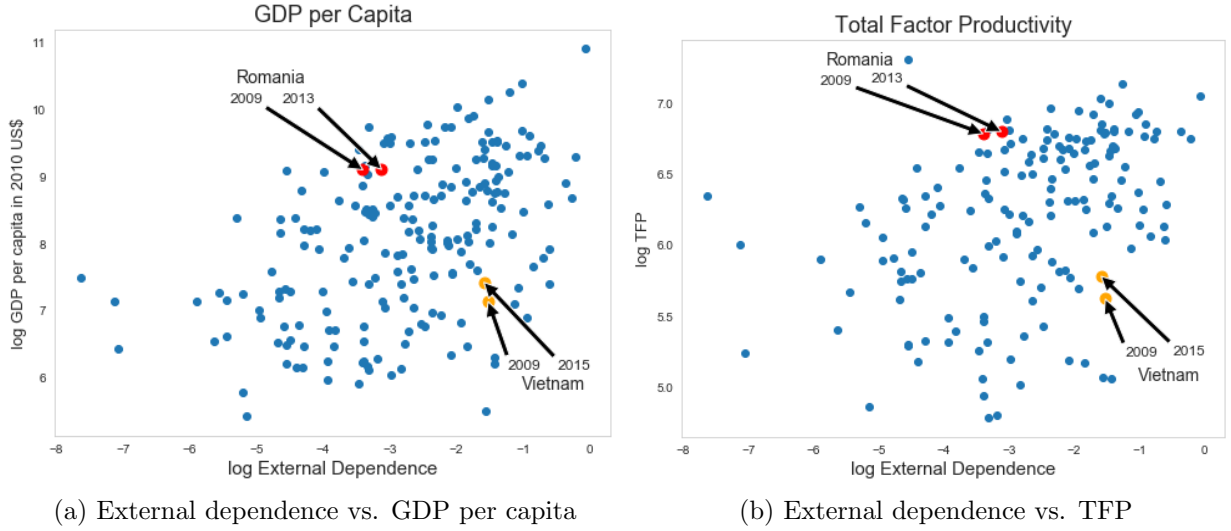 GDP per Capita
log GDP per capita in 2010 US$
11
10
9
8
7
6
Romania
2009 2013
2009 2015
Vietnam
−8 −7 −6 −5 −4 −3 −2 −1 0
log External Dependence
(a) External dependence vs. GDP per capita
Total Factor Productivity
log TFP
7.0
6.5
6.0
5.5
5.0
Romania
2009 2013
2009 2015
Vietnam
−8 −7 −6 −5 −4 −3 −2 −1 0
log External Dependence
(b) External dependence vs. TFP